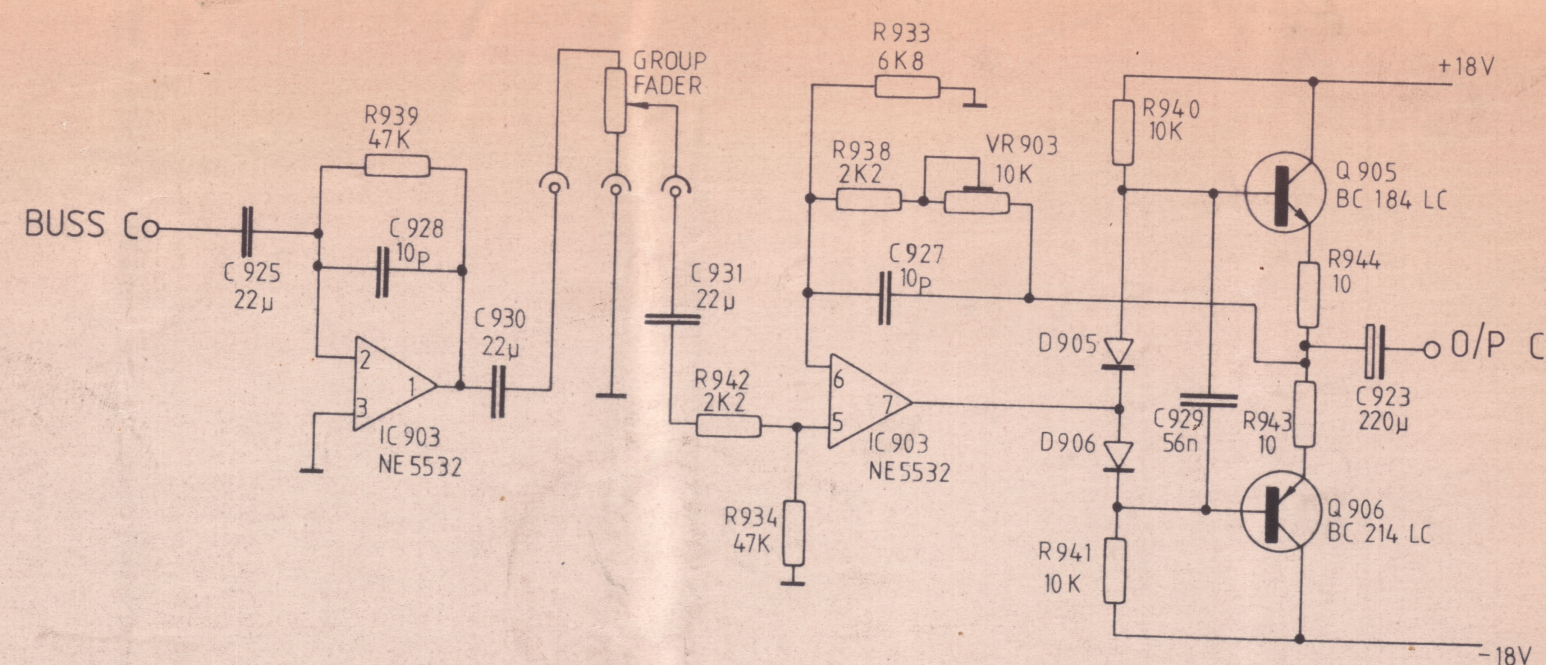 BUSS C
C925
22µ
R939
47K
C928
10p
2
3
1
IC903
NE5532
C930
22µ
GROUP
FADER
C931
22µ
R942
2K2
R934
47K
R933
6K8
R938
2K2
VR903
10K
C927
10p
6
5
7
IC903
NE5532
R940
10K
D905
D906
R941
10K
C929
56n
+18V
Q905
BC 184 LC
R944
10
R943
10
C923
220µ
O/P C
Q906
BC 214 LC
-18V